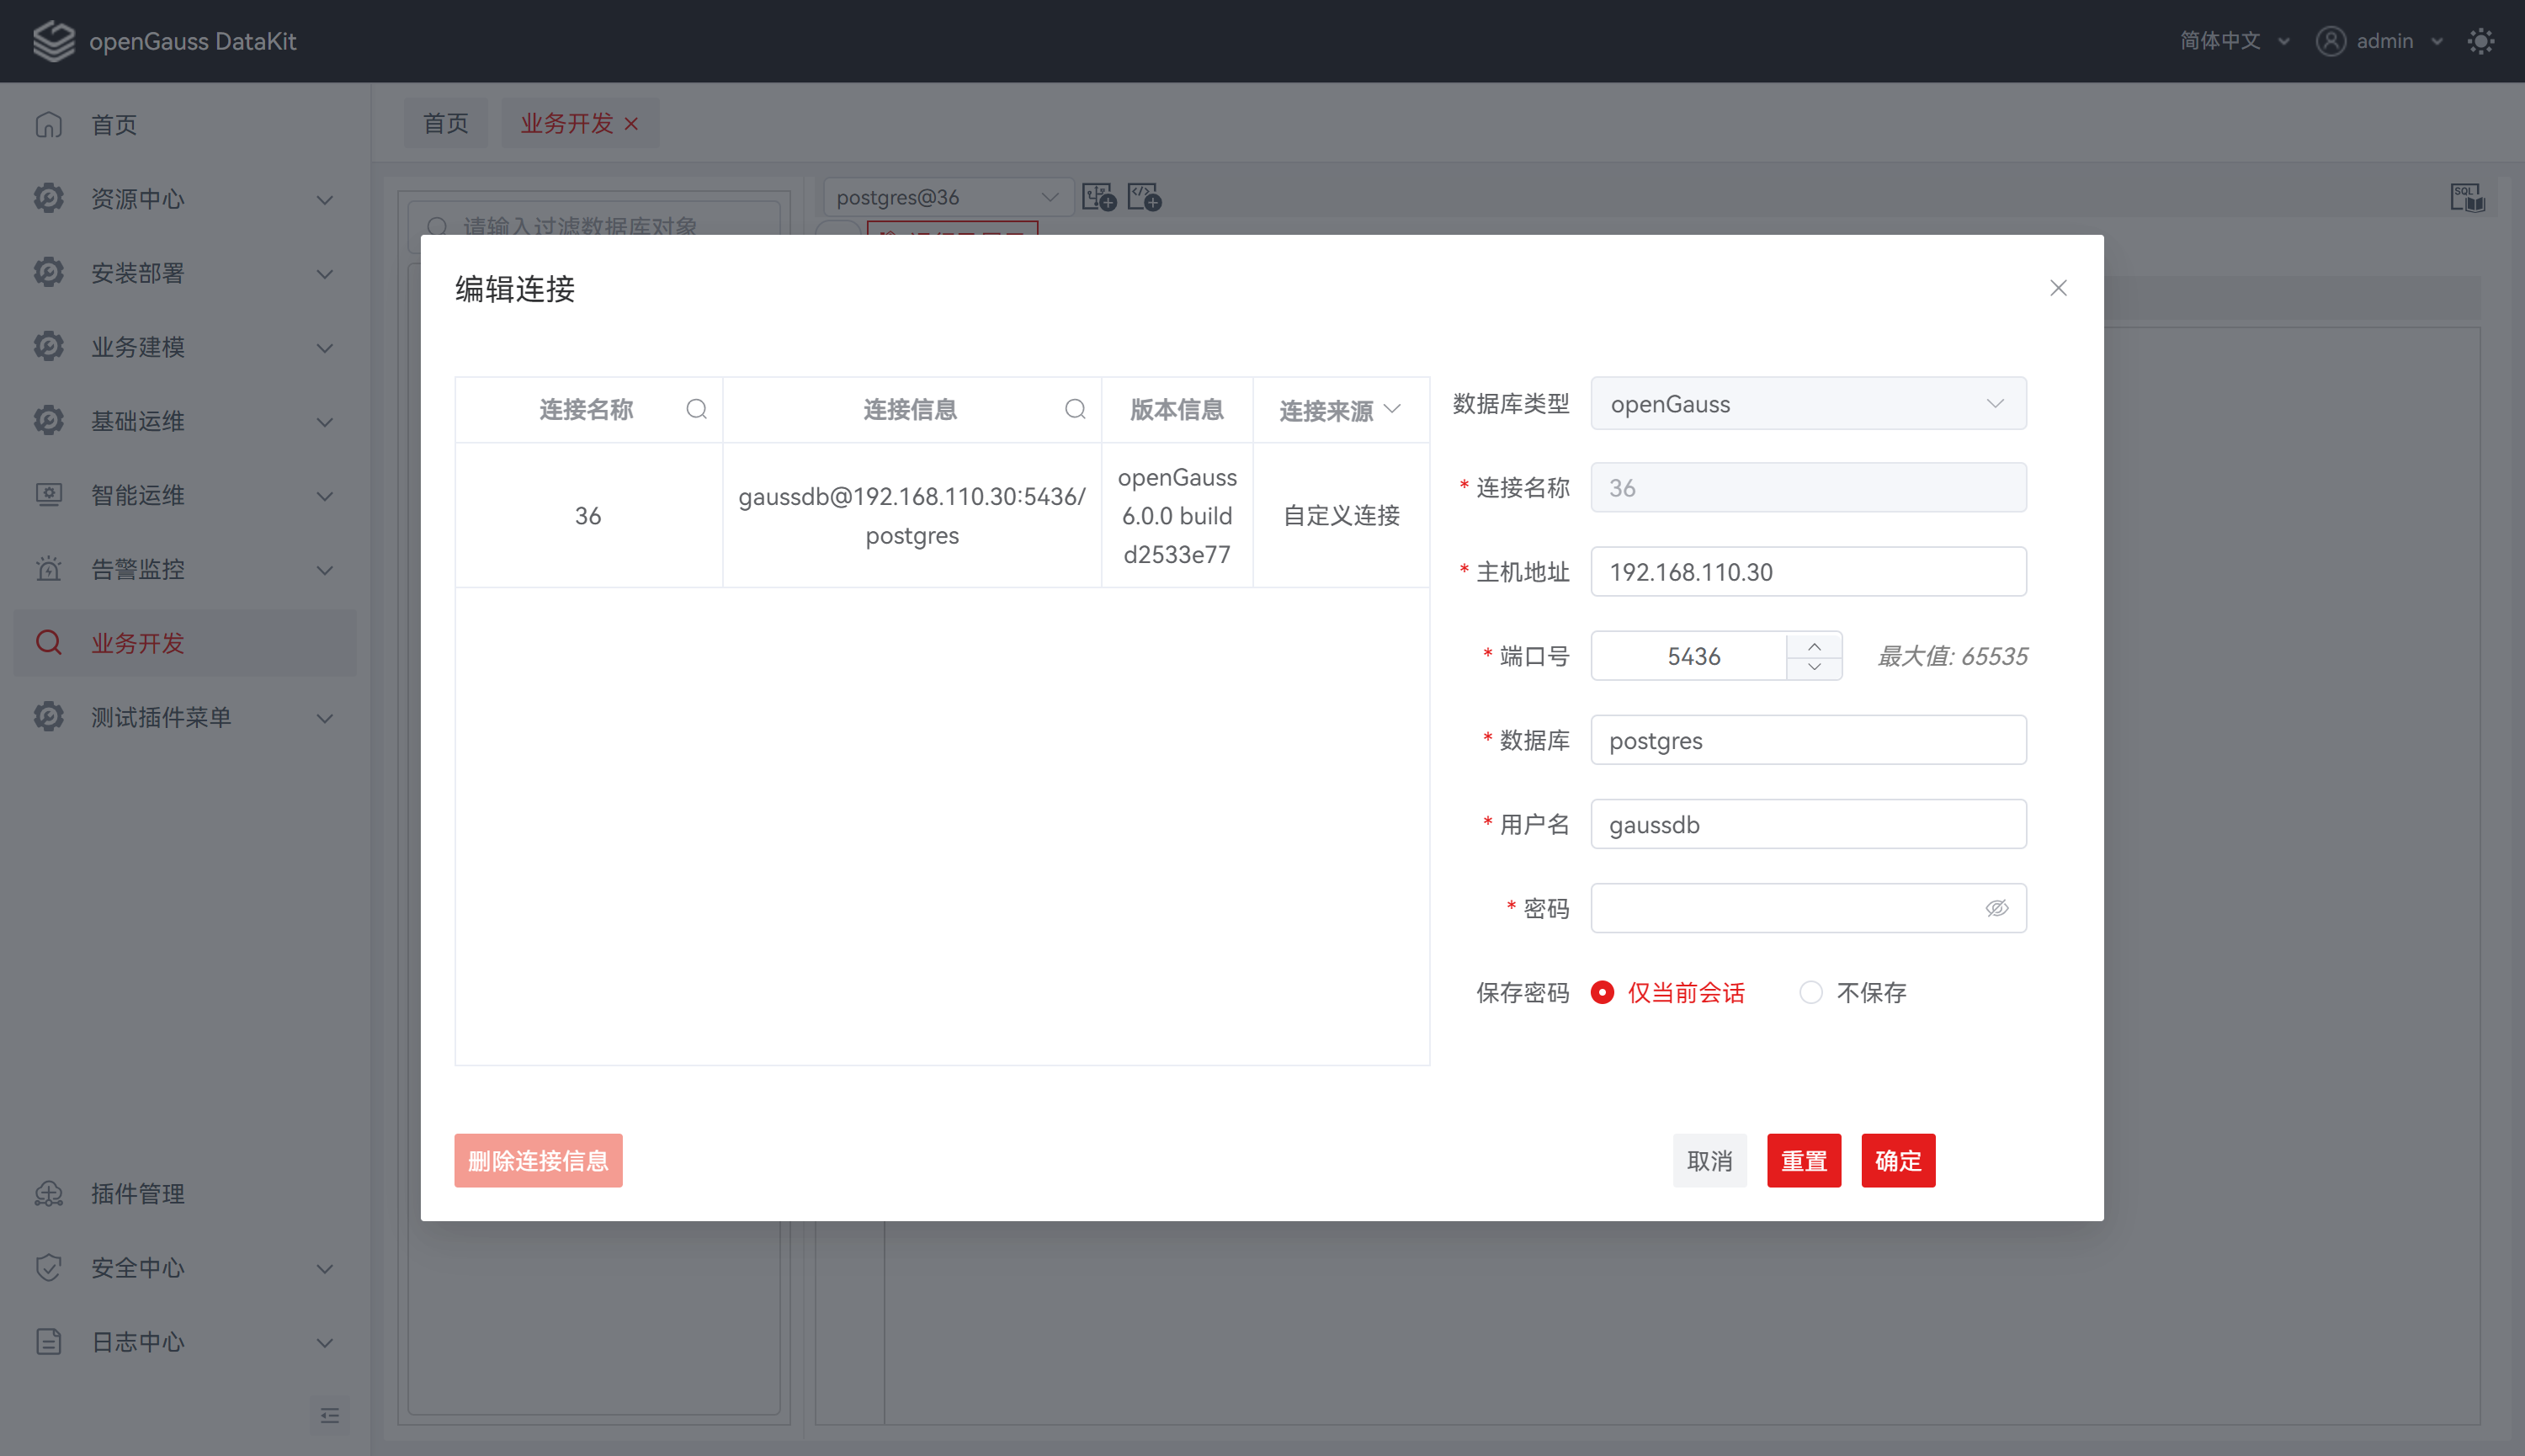 openGauss DataKit
简体中文
admin
首页
资源中心
安装部署
业务建模
基础运维
智能运维
告警监控
业务开发
测试插件菜单
插件管理
安全中心
日志中心
首页
业务开发
请输入过滤数据库对象
postgres@36
SQL
编辑连接
连接名称
连接信息
版本信息
连接来源
36
gaussdb@192.168.110.30:5436/
postgres
openGauss
6.0.0 build
d2533e77
自定义连接
数据库类型
openGauss
* 连接名称
36
* 主机地址
192.168.110.30
* 端口号
5436
最大值: 65535
* 数据库
postgres
* 用户名
gaussdb
* 密码
保存密码
仅当前会话
不保存
删除连接信息
取消
重置
确定